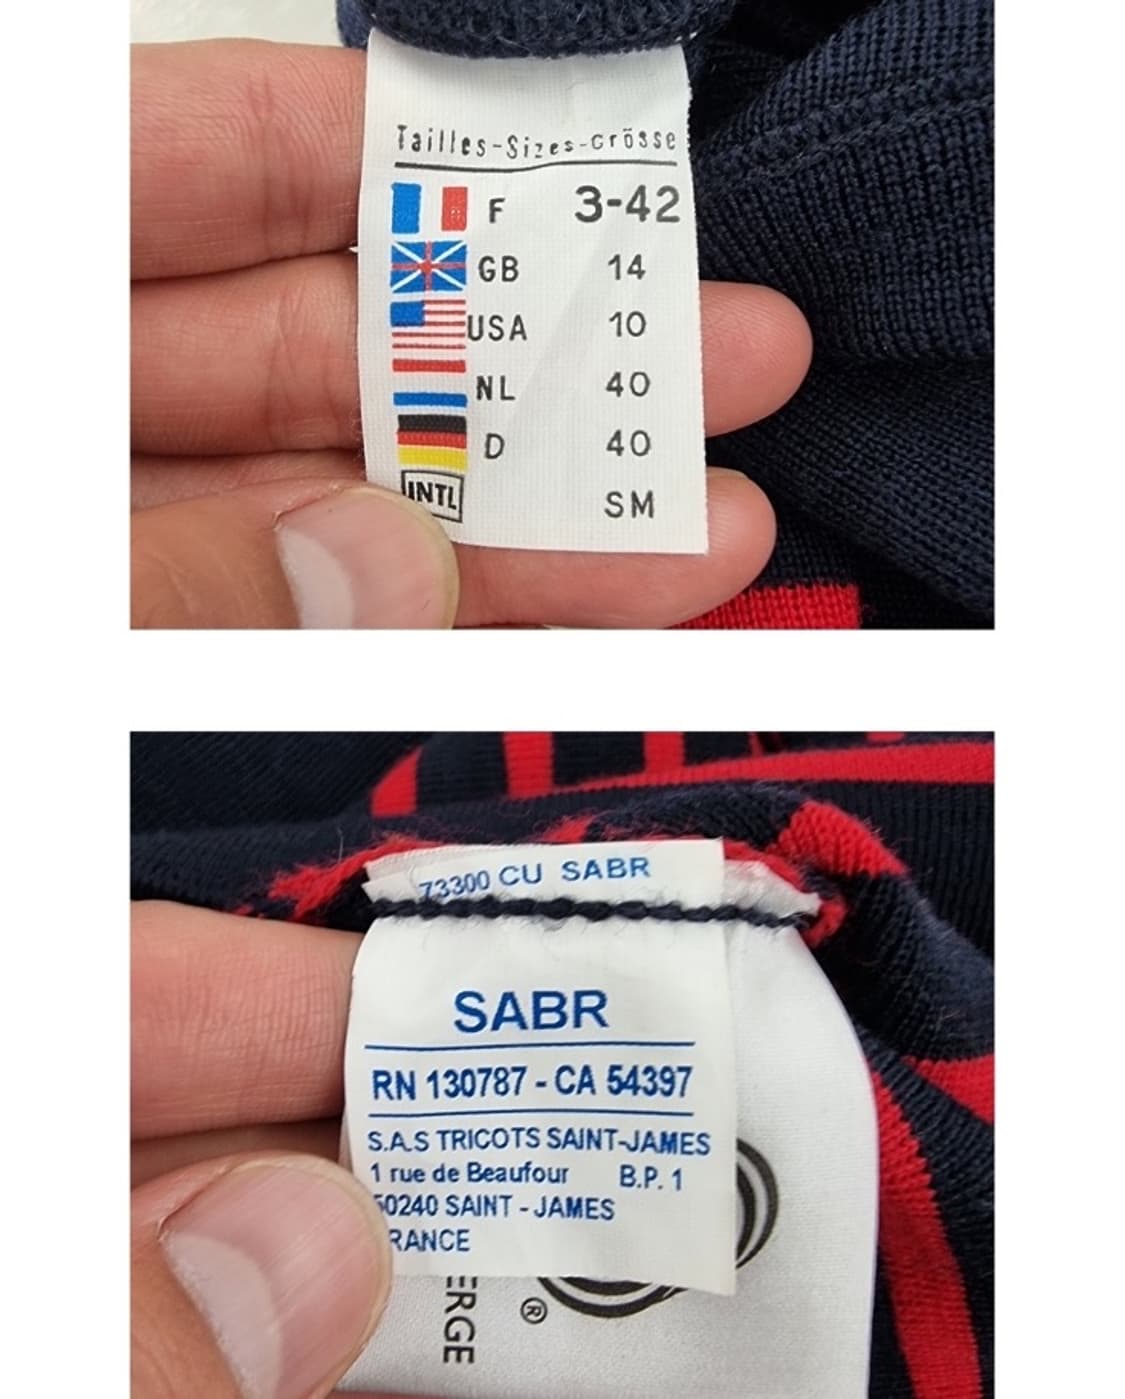 Tailles-Sizes-Grösse
F 3-42
GB 14
USA 10
NL 40
D 40
INTL SM
73300 CU SABR
SABR
RN 130787 - CA 54397
S.A.S TRICOTS SAINT-JAMES
1 rue de Beaufour B.P. 1
50240 SAINT - JAMES
RANCE
ERGE
®